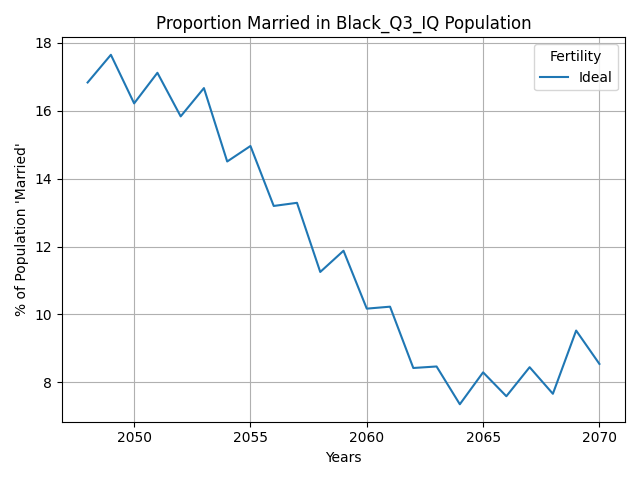 Proportion Married in Black_Q3_IQ Population
18
16
14
12
10
8
% of Population 'Married'
Fertility
Ideal
2050 2055 2060 2065 2070
Years